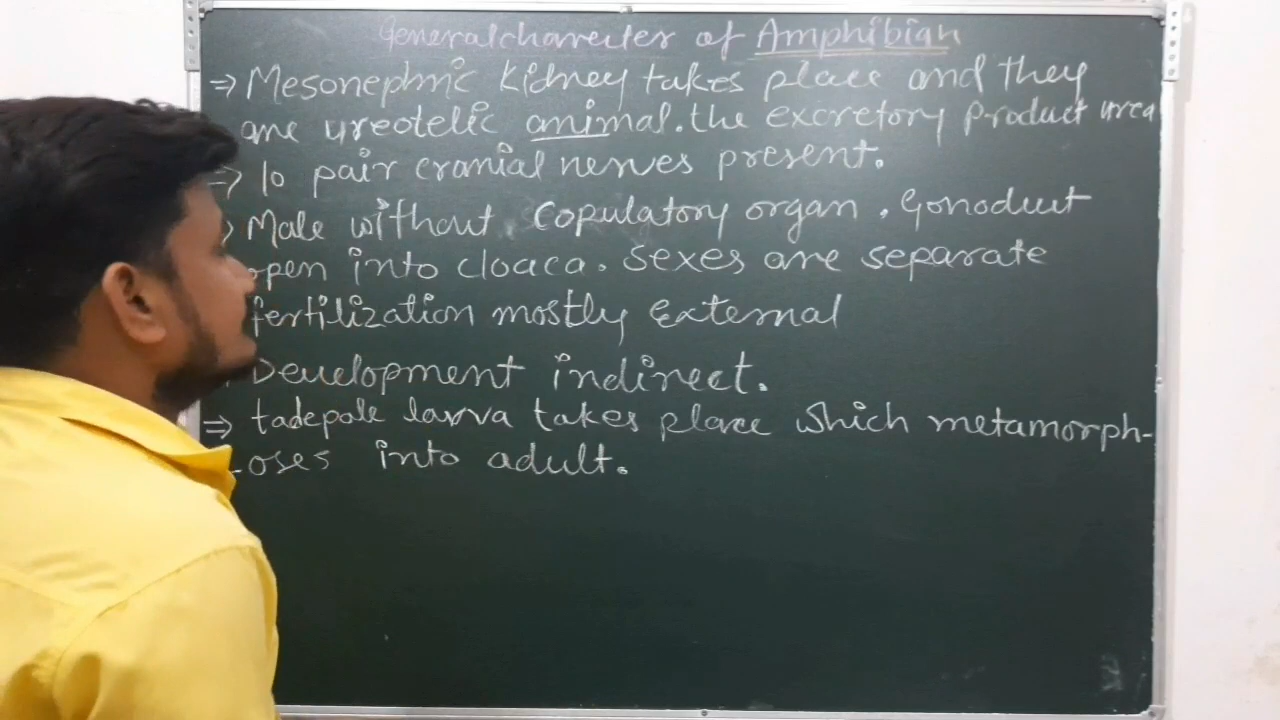 General charecter of Amphibian
⇒ Mesonephric kidney takes place and they
are ureotelic animal. the excretory Product urea
⇒ 10 pair cranial nerves present.
Male without copulatory organ. Gonoduct
open into cloaca. sexes are separate
fertilization mostly External
Development indirect.
⇒ tadepole larva takes place which metamorph-
-oses into adult.